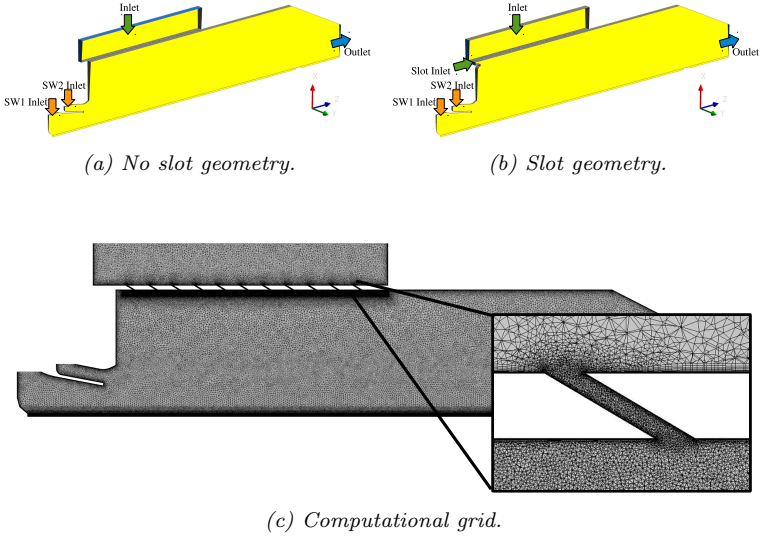 Inlet
Outlet
SW2 Inlet
SW1 Inlet
X
Z
(a) No slot geometry.
Inlet
Outlet
Slot Inlet
SW2 Inlet
SW1 Inlet
X
Z
(b) Slot geometry.
(c) Computational grid.